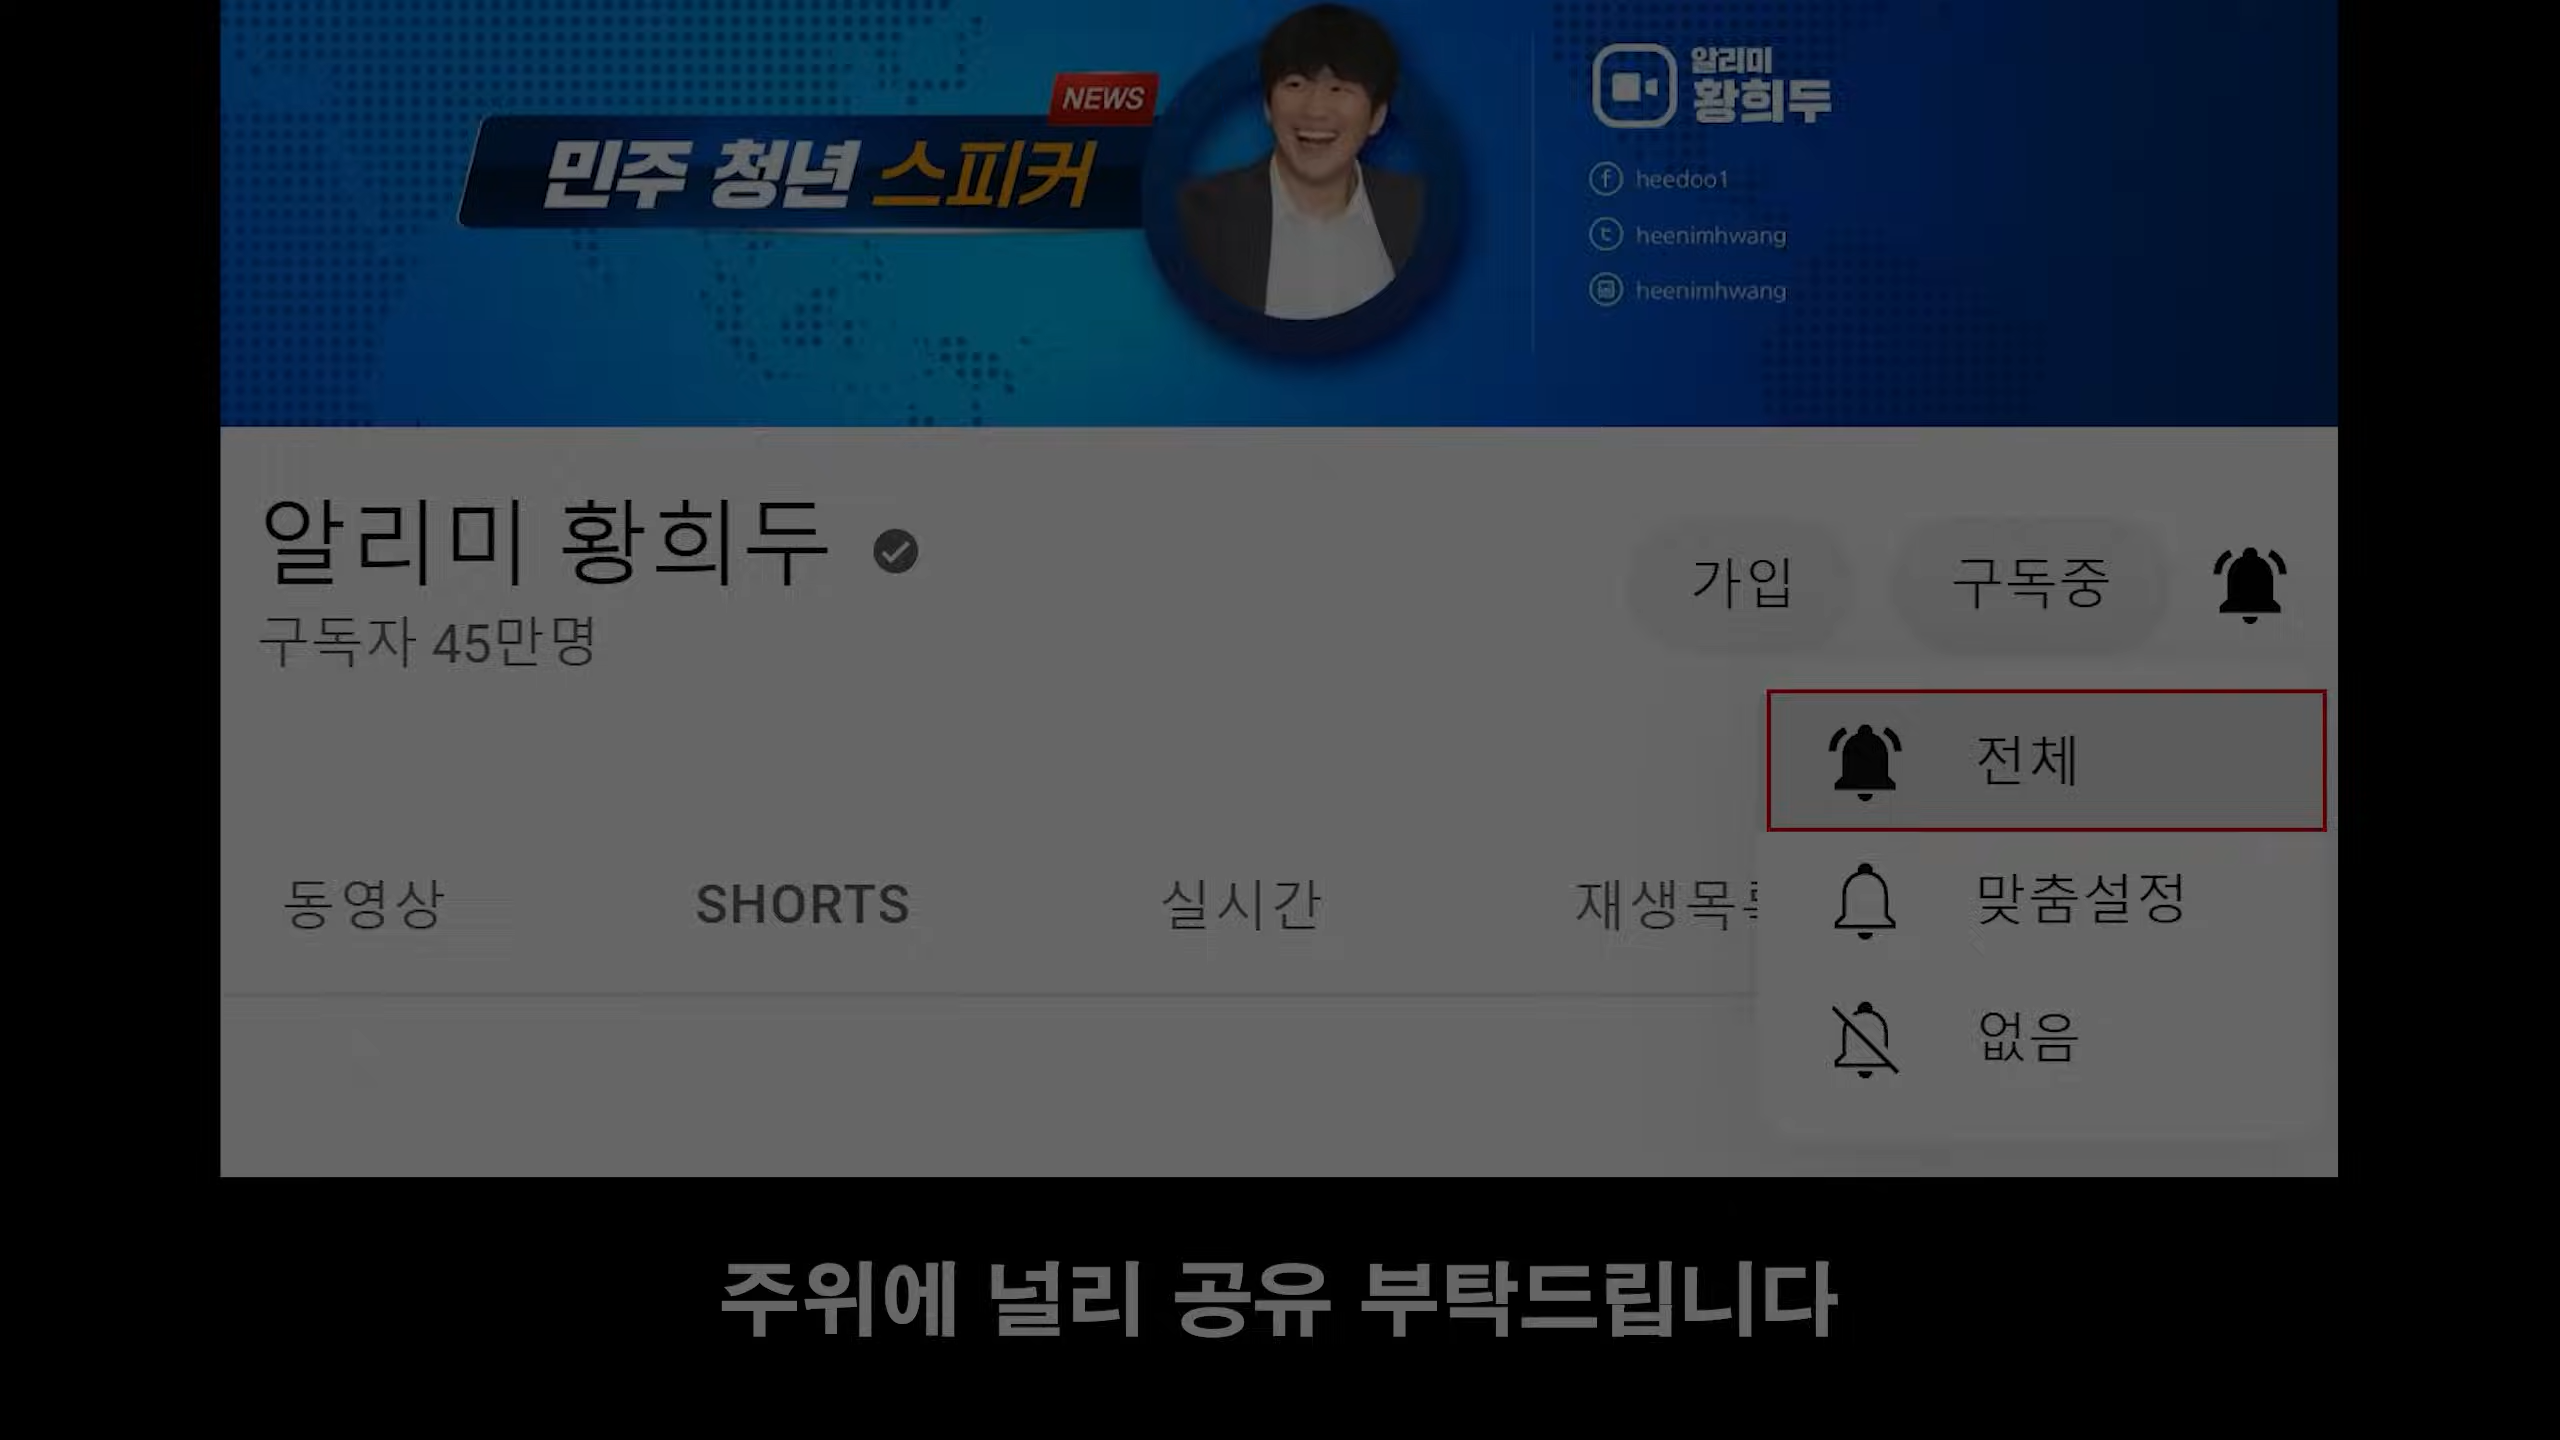 NEWS
민주 청년 스피커
알리미
황희두
heedoo1
heenimhwang
heenimhwang
알리미 황희두
구독자 45만명
가입
구독중
전체
맞춤설정
없음
동영상
SHORTS
실시간
재생목
주위에 널리 공유 부탁드립니다